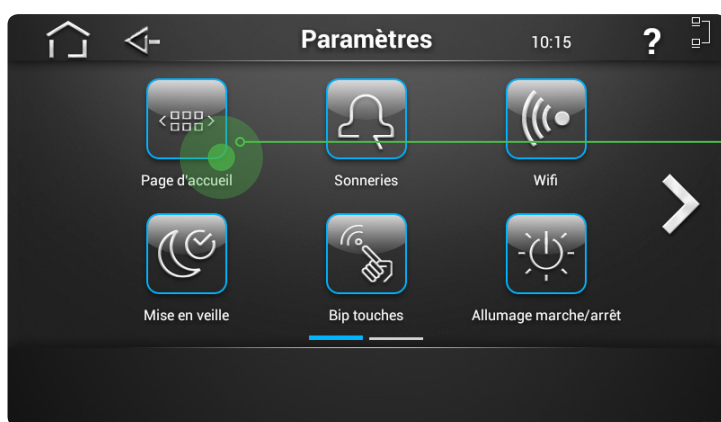 Paramètres 10:15 ?
Page d'accueil Sonneries Wifi
Mise en veille Bip touches Allumage marche/arrêt